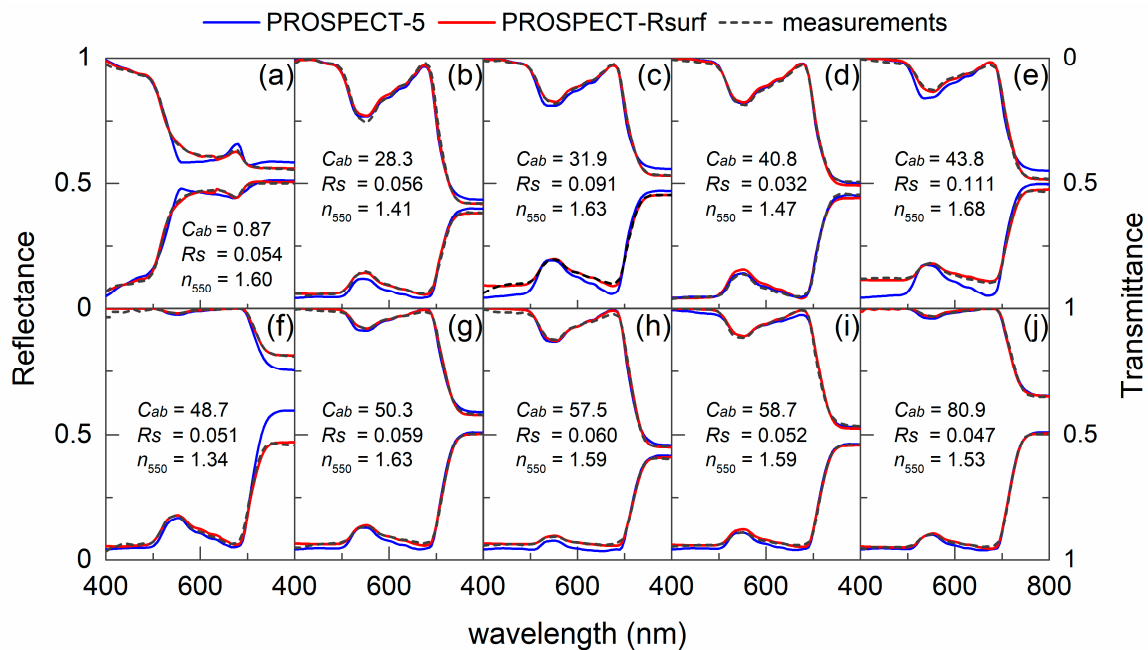 PROSPECT-5 PROSPECT-Rsurf measurements
1 (a) (b) (c) (d) (e) 0
Cab = 28.3 Cab = 31.9 Cab = 40.8 Cab = 43.8
Rs = 0.056 Rs = 0.091 Rs = 0.032 Rs = 0.111
0.5 n550 = 1.41 n550 = 1.63 n550 = 1.47 n550 = 1.68 0.5
Cab = 0.87
Rs = 0.054
n550 = 1.60
0 (f) (g) (h) (i) (j) 1
Reflectance
Transmittance
Cab = 48.7 Cab = 50.3 Cab = 57.5 Cab = 58.7 Cab = 80.9
0.5 Rs = 0.051 Rs = 0.059 Rs = 0.060 Rs = 0.052 Rs = 0.047 0.5
n550 = 1.34 n550 = 1.63 n550 = 1.59 n550 = 1.59 n550 = 1.53
0 1
400 600 400 600 400 600 400 600 400 600 800
wavelength (nm)